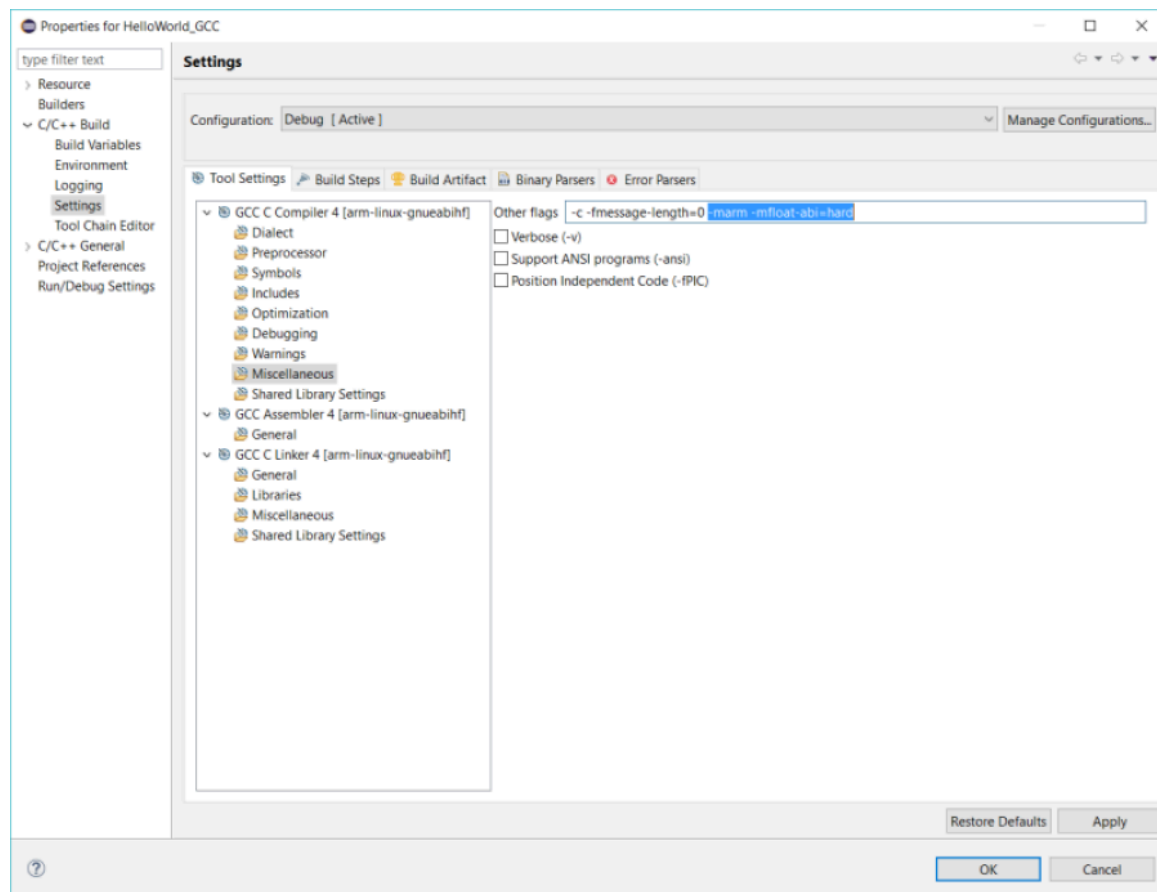 Properties for HelloWorld_GCC
type filter text
Resource
Builders
C/C++ Build
Build Variables
Environment
Logging
Settings
Tool Chain Editor
C/C++ General
Project References
Run/Debug Settings
Settings
Configuration: Debug [ Active ]
Manage Configurations...
Tool Settings Build Steps Build Artifact Binary Parsers Error Parsers
GCC C Compiler 4 [arm-linux-gnueabihf]
Dialect
Preprocessor
Symbols
Includes
Optimization
Debugging
Warnings
Miscellaneous
Shared Library Settings
GCC Assembler 4 [arm-linux-gnueabihf]
General
GCC C Linker 4 [arm-linux-gnueabihf]
General
Libraries
Miscellaneous
Shared Library Settings
Other flags -c -fmessage-length=0 -marm -mfloat-abi=hard
Verbose (-v)
Support ANSI programs (-ansi)
Position Independent Code (-fPIC)
Restore Defaults Apply
OK Cancel